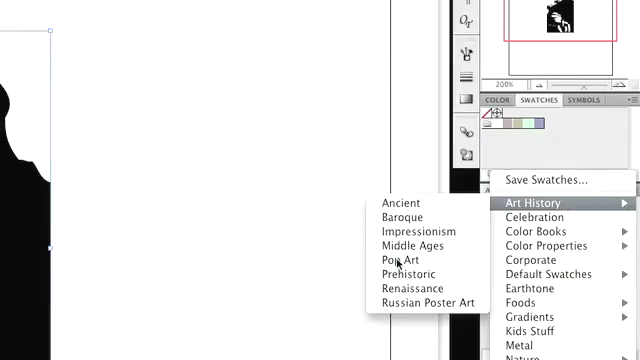 200%
COLOR SWATCHES SYMBOLS
Save Swatches...
Art History
Celebration
Color Books
Color Properties
Corporate
Default Swatches
Earthtone
Foods
Gradients
Kids Stuff
Metal
Nature
Ancient
Baroque
Impressionism
Middle Ages
Pop Art
Prehistoric
Renaissance
Russian Poster Art